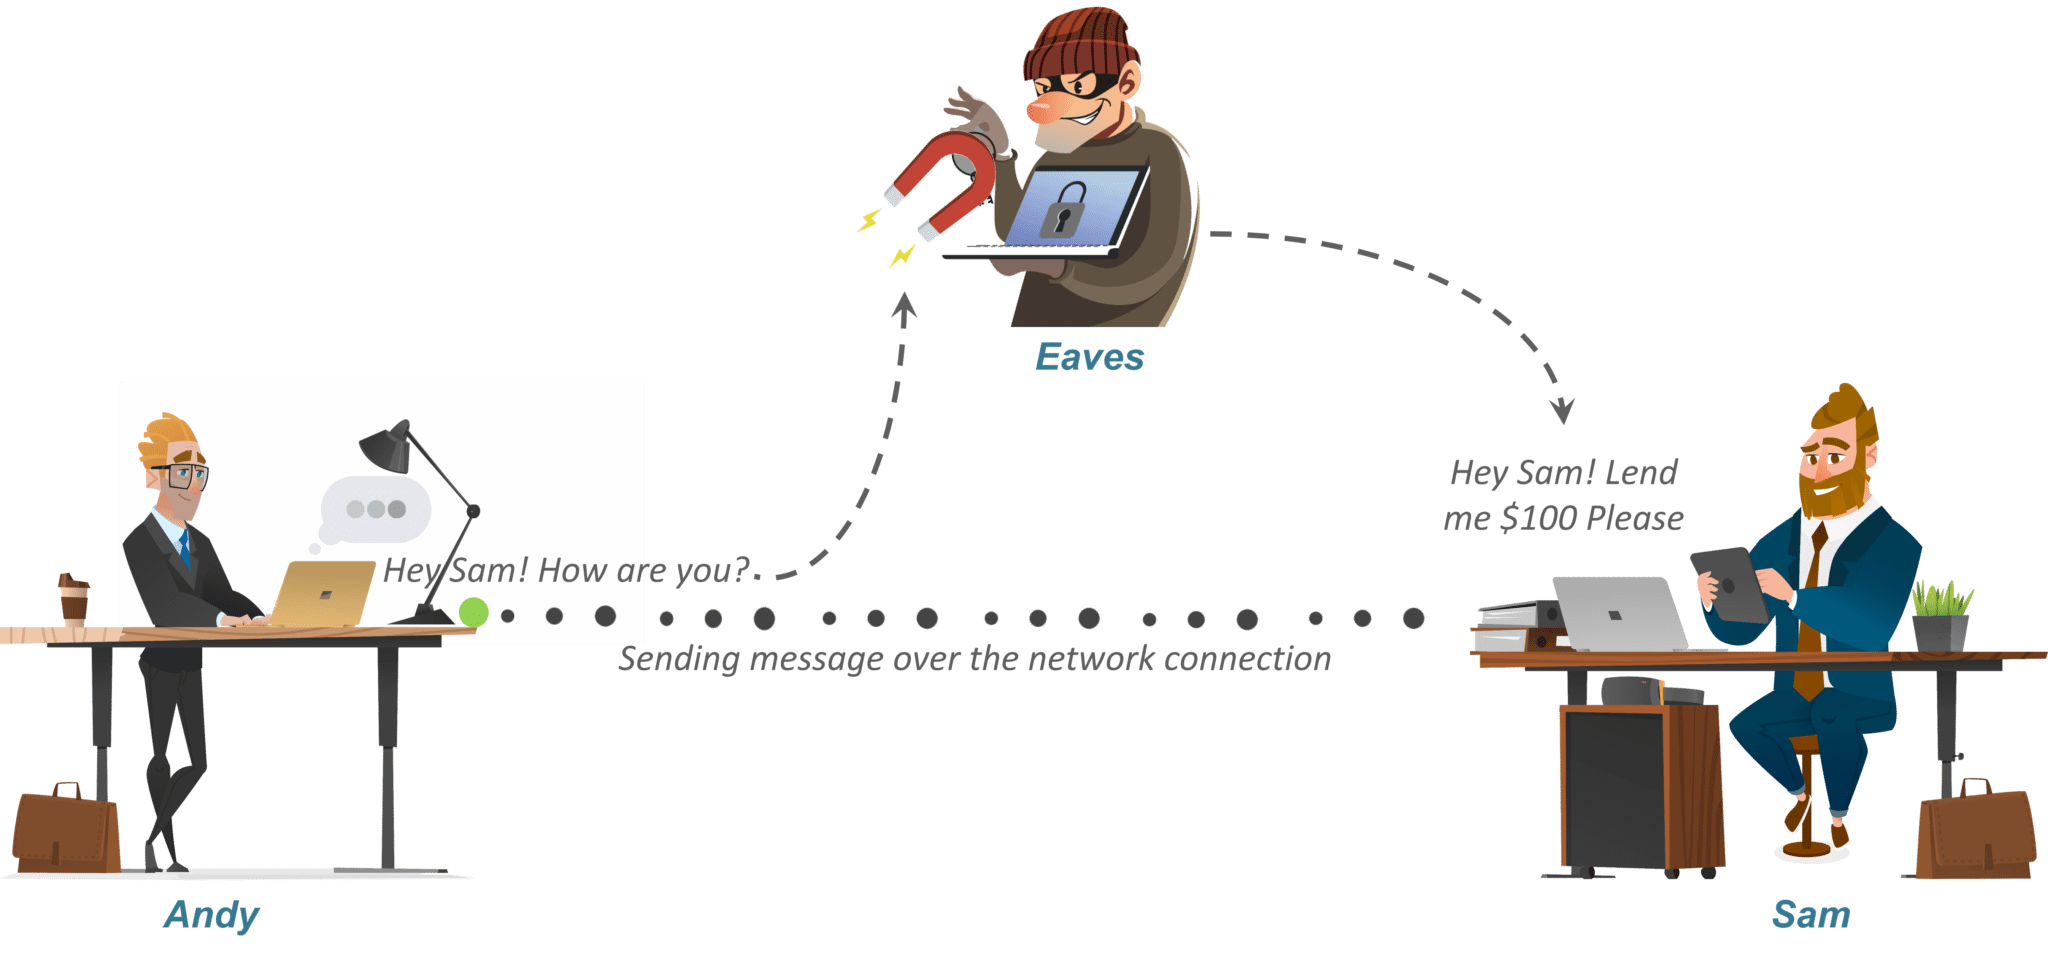 Eaves
Hey Sam! Lend
me $100 Please
Hey Sam! How are you?
Sending message over the network connection
Andy
Sam